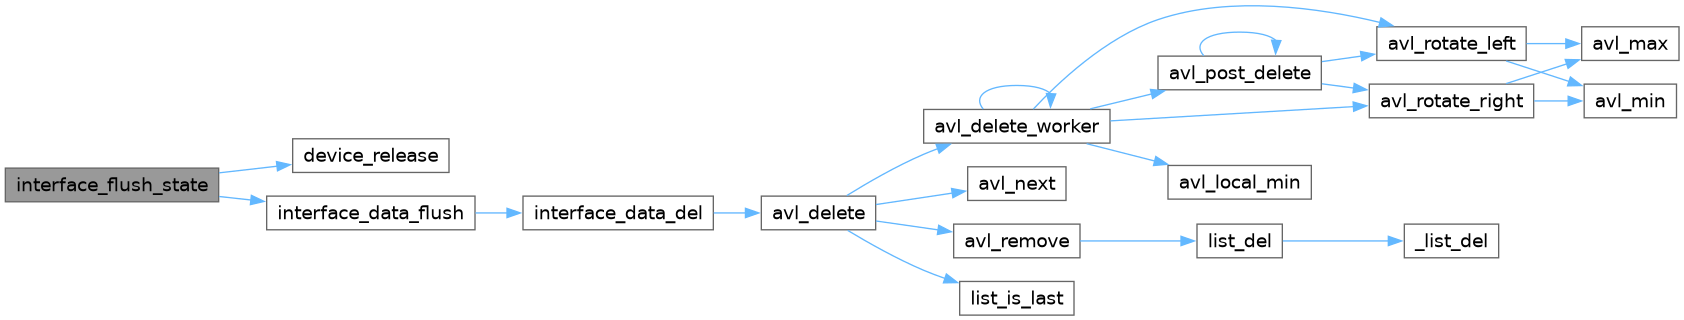 interface_flush_state
device_release
interface_data_flush
interface_data_del
avl_delete
avl_delete_worker
avl_next
avl_remove
list_is_last
avl_post_delete
avl_local_min
list_del
avl_rotate_left
avl_rotate_right
_list_del
avl_max
avl_min